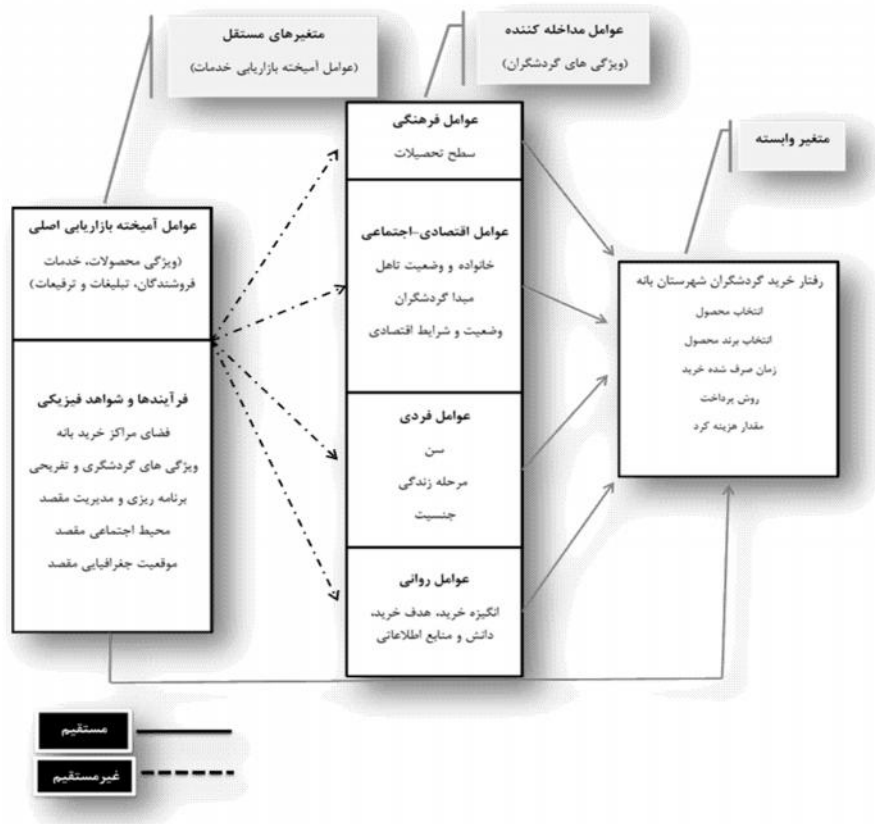 متغیرهای مستقل
(عوامل آمیخته بازاریابی خدمات)
عوامل مداخله کننده
(ویژگی های گردشگران)
متغیر وابسته
عوامل آمیخته بازاریابی اصلی
(ویژگی محصولات، خدمات
فروشندگان، تبلیغات و ترفیعات)
فرآیندها و شواهد فیزیکی
فضای مراکز خرید بانه
ویژگی های گردشگری و تفریحی
برنامه ریزی و مدیریت مقصد
محیط اجتماعی مقصد
موقعیت جغرافیایی مقصد
عوامل فرهنگی
سطح تحصیلات
عوامل اقتصادی-اجتماعی
خانواده و وضعیت تاهل
مبدا گردشگران
وضعیت و شرایط اقتصادی
عوامل فردی
سن
مرحله زندگی
جنسیت
عوامل روانی
انگیزه خرید، هدف خرید،
دانش و منابع اطلاعاتی
رفتار خرید گردشگران شهرستان بانه
انتخاب محصول
انتخاب برند محصول
زمان صرف شده خرید
روش پرداخت
مقدار هزینه کرد
مستقیم
غیرمستقیم